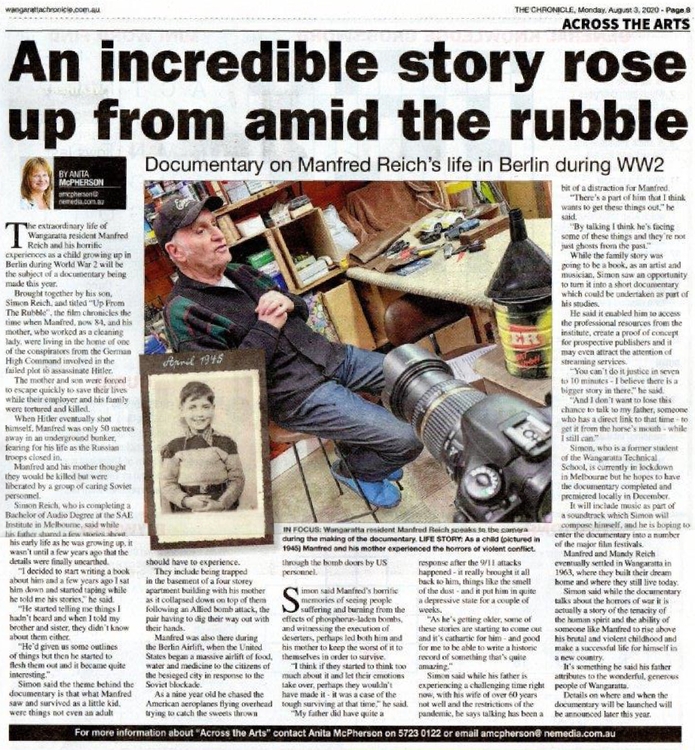 wangarattachronicle.com.au
THE CHRONICLE, Monday, August 3, 2020 - Page 9
ACROSS THE ARTS
An incredible story rose
up from amid the rubble
BY ANITA
McPHERSON
amcpherson@
nemedia.com.au
Documentary on Manfred Reich's life in Berlin during WW2
The extraordinary life of
Wangaratta resident Manfred
Reich and his horrific
experiences as a child growing up in
Berlin during World War 2 will be
the subject of a documentary being
made this year.
Brought together by his son,
Simon Reich, and titled "Up From
The Rubble", the film chronicles the
time when Manfred, now 84, and his
mother, who worked as a cleaning
lady, were living in the home of one
of the conspirators from the German
High Command involved in the
failed plot to assassinate Hitler.
The mother and son were forced
to escape quickly to save their lives
while their employer and his family
were tortured and killed.
When Hitler eventually shot
himself, Manfred was only 50 metres
away in an underground bunker,
fearing for his life as the Russian
troops closed in.
Manfred and his mother thought
they would be killed but were
liberated by a group of caring Soviet
personnel.
Simon Reich, who is completing a
Bachelor of Audio Degree at the SAE
Institute in Melbourne, said while
his father shared a few stories about
his early life as he was growing up, it
wasn't until a few years ago that the
details were finally unearthed.
"I decided to start writing a book
about him and a few years ago I sat
him down and started taping while
he told me his stories," he said.
"He started telling me things I
hadn't heard and when I told my
brother and sister, they didn't know
about them either.
"He'd given us some outlines
of things but then he started to
flesh them out and it became quite
interesting."
Simon said the theme behind the
documentary is that what Manfred
saw and survived as a little kid,
were things not even an adult
April 1945
IN FOCUS: Wangaratta resident Manfred Reich speaks to the camera
during the making of the documentary. LIFE STORY: As a child (pictured in
1945) Manfred and his mother experienced the horrors of violent conflict.
should have to experience.
They include being trapped
in the basement of a four storey
apartment building with his mother
as it collapsed down on top of them
following an Allied bomb attack, the
pair having to dig their way out with
their hands.
Manfred was also there during
the Berlin Airlift, when the United
States began a massive airlift of food,
water and medicine to the citizens of
the besieged city in response to the
Soviet blockade.
As a nine year old he chased the
American aeroplanes flying overhead
trying to catch the sweets thrown
through the bomb doors by US
personnel.
Simon said Manfred's horrific
memories of seeing people
suffering and burning from the
effects of phosphorus-laden bombs,
and witnessing the execution of
deserters, perhaps led both him and
his mother to keep the worst of it to
themselves in order to survive.
"I think if they started to think too
much about it and let their emotions
take over, perhaps they wouldn't
have made it - it was a case of the
tough surviving at that time," he said.
"My father did have quite a
response after the 9/11 attacks
happened - it really brought it all
back to him, things like the smell
of the dust - and it put him in quite
a depressive state for a couple of
weeks.
"As he's getting older, some of
these stories are starting to come out
and it's cathartic for him - and good
for me to be able to write a historic
record of something that's quite
amazing."
Simon said while his father is
experiencing a challenging time right
now, with his wife of over 60 years
not well and the restrictions of the
pandemic, he says talking has been a
bit of a distraction for Manfred.
"There's a part of him that I think
wants to get these things out," he
said.
"By talking I think he's facing
some of these things and they're not
just ghosts from the past."
While the family story was
going to be a book, as an artist and
musician, Simon saw an opportunity
to turn it into a short documentary
which could be undertaken as part of
his studies.
He said it enabled him to access
the professional resources from the
institute, create a proof of concept
for prospective publishers and it
may even attract the attention of
streaming services.
"You can't do it justice in seven
to 10 minutes - I believe there is a
bigger story in there," he said.
"And I don't want to lose this
chance to talk to my father, someone
who has a direct link to that time - to
get it from the horse's mouth - while
I still can."
Simon, who is a former student
of the Wangaratta Technical
School, is currently in lockdown
in Melbourne but he hopes to have
the documentary completed and
premiered locally in December.
It will include music as part of
a soundtrack which Simon will
compose himself, and he is hoping to
enter the documentary into a number
of the major film festivals.
Manfred and Mandy Reich
eventually settled in Wangaratta in
1963, where they built their dream
home and where they still live today.
Simon said while the documentary
talks about the horrors of war it is
actually a story of the tenacity of
the human spirit and the ability of
someone like Manfred to rise above
his brutal and violent childhood and
make a successful life for himself in
a new country.
It's something he said his father
attributes to the wonderful, generous
people of Wangaratta.
Details on where and when the
documentary will be launched will
be announced later this year.
For more information about "Across the Arts" contact Anita McPherson on 5723 0122 or email amcpherson@ nemedia.com.au